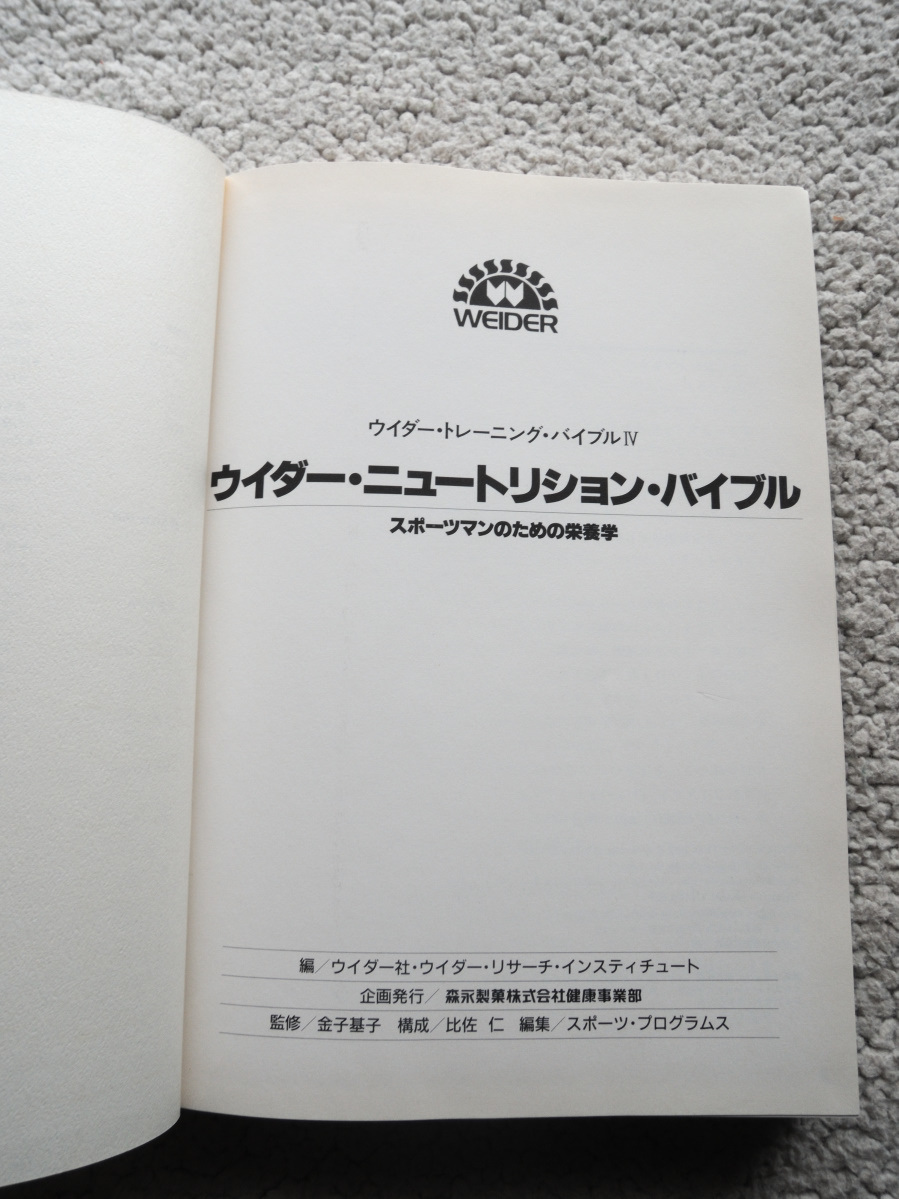 WEIDER
ウイダー・トレーニング・バイブルⅣ
ウイダー・ニュートリション・バイブル
スポーツマンのための栄養学
編／ウイダー社・ウイダー・リサーチ・インスティチュート
企画発行／森永製菓株式会社健康事業部
監修／金子基子　構成／比佐　仁　編集／スポーツ・プログラムス